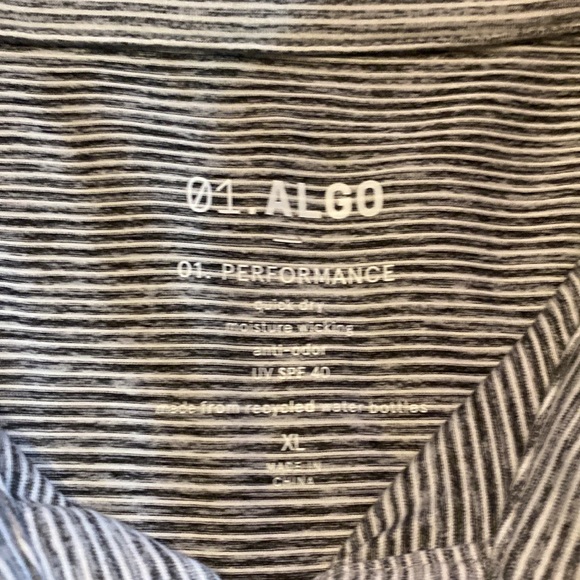 01.ALGO
01. PERFORMANCE
quick dry
moisture wicking
anti-odor
UV SPF 40
made from recycled water bottles
XL
MADE IN
CHINA